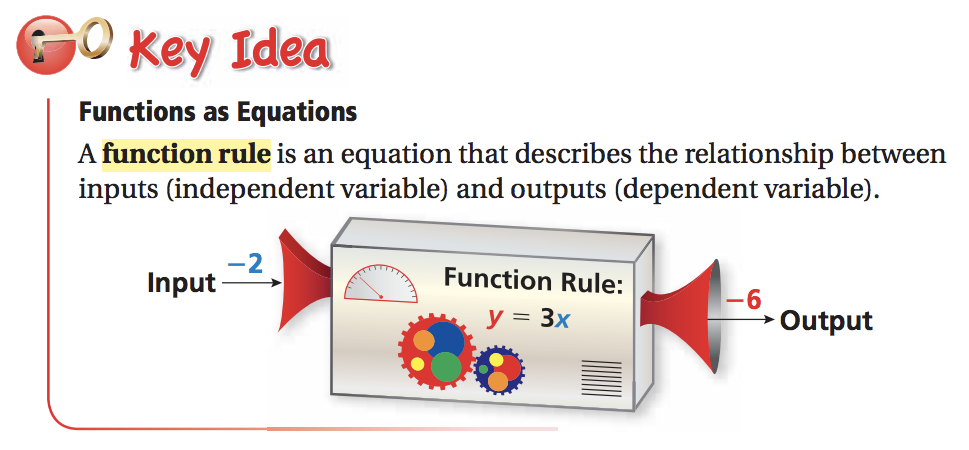 Key Idea
Functions as Equations
A function rule is an equation that describes the relationship between
inputs (independent variable) and outputs (dependent variable).
Input −2
Function Rule:
y = 3x
−6 Output